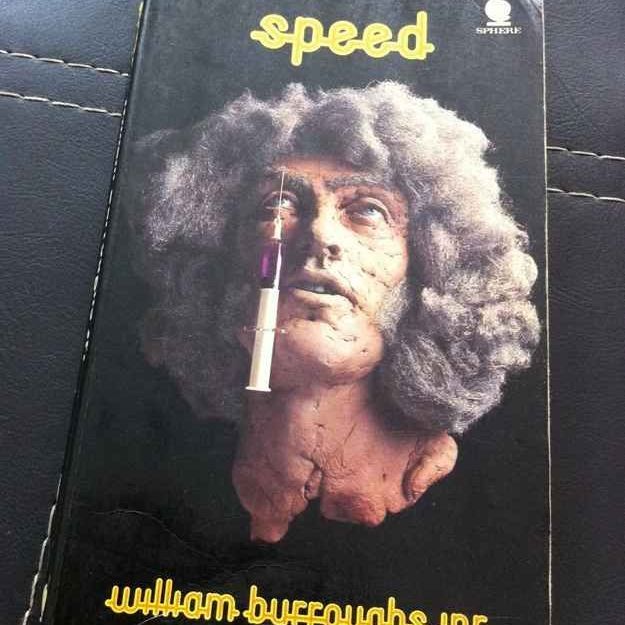 speed
SPHERE
william burroughs jnr